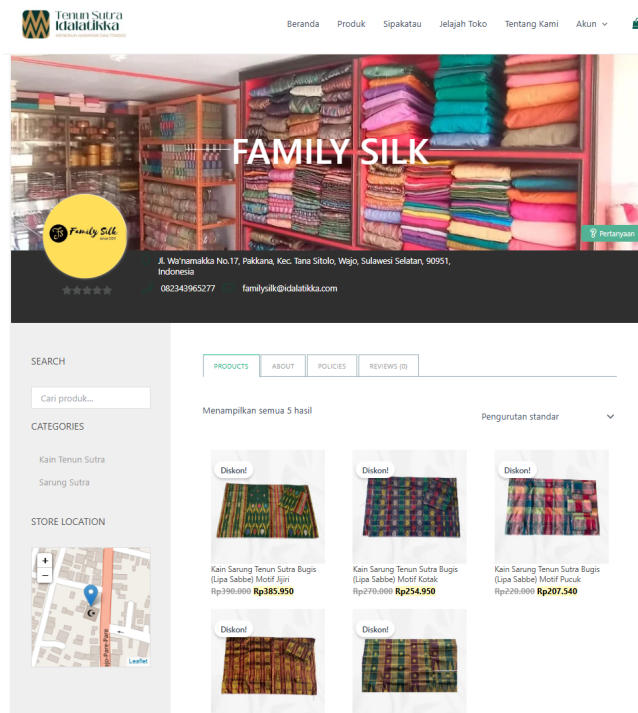 Tenun Sutra
Idalatikka
Beranda Produk Sipakatau Jelajah Toko Tentang Kami Akun
FAMILY SILK
Family Silk
Pertanyaan
Jl. Wa'namakka No.17, Pakkana, Kec. Tana Sitolo, Wajo, Sulawesi Selatan, 90951,
Indonesia
082343965277 familysilk@idalatikka.com
SEARCH
Cari produk...
CATEGORIES
Kain Tenun Sutra
Sarung Sutra
STORE LOCATION
+
−
Leaflet
PRODUCTS ABOUT POLICIES REVIEWS (0)
Menampilkan semua 5 hasil
Pengurutan standar
Diskon!
Kain Sarung Tenun Sutra Bugis
(Lipa Sabbe) Motif Jijiri
Rp390.000 Rp385.950
Diskon!
Kain Sarung Tenun Sutra Bugis
(Lipa Sabbe) Motif Kotak
Rp270.000 Rp254.950
Diskon!
Kain Sarung Tenun Sutra Bugis
(Lipa Sabbe) Motif Pucuk
Rp220.000 Rp207.540
Diskon!
Diskon!